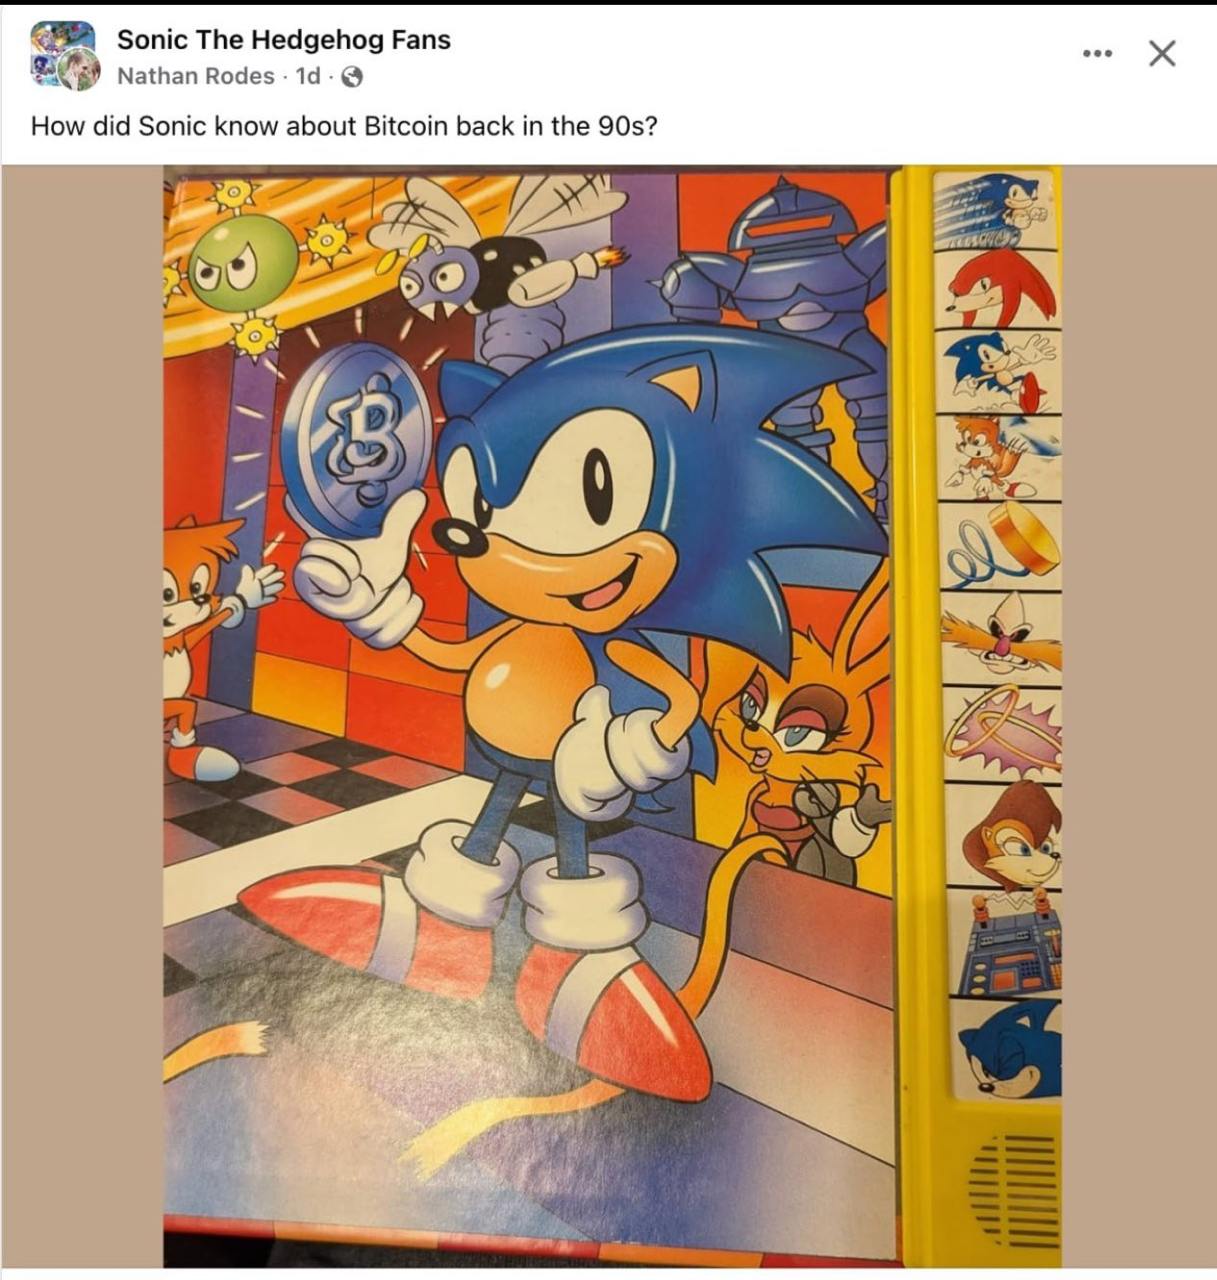 Sonic The Hedgehog Fans
Nathan Rodes · 1d ·
How did Sonic know about Bitcoin back in the 90s?
B